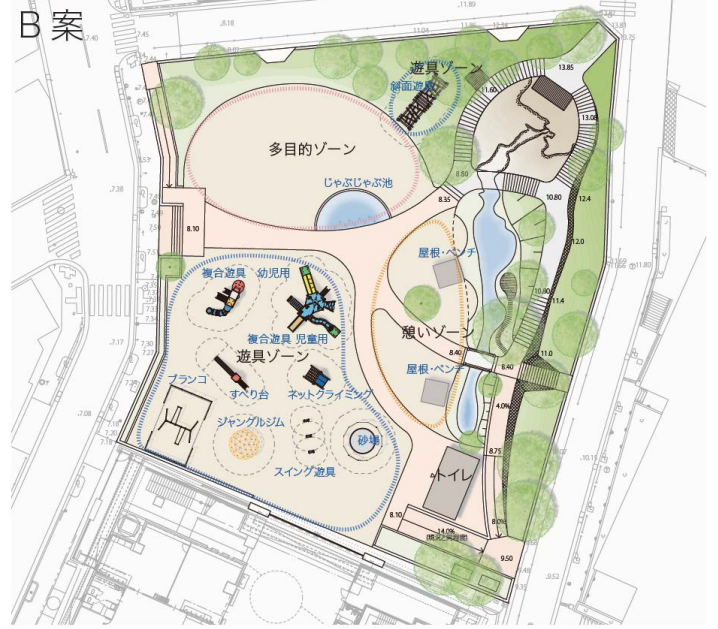 B案
遊具ゾーン
斜面遊具
13.85
1.60
13.08
多目的ゾーン
じゃぶじゃぶ池
8.80
8.35
10.80
12.4
8.10
12.0
屋根・ベンチ
複合遊具 幼児用
10.80
11.4
複合遊具 児童用
憩いゾーン
遊具ゾーン
8.40
8.40
11.0
屋根・ベンチ
ブランコ
すべり台
ネットクライミング
4.0%
ジャングルジム
砂場
8.75
スイング遊具
トイレ
8.10
8.0%
14.0%
9.50